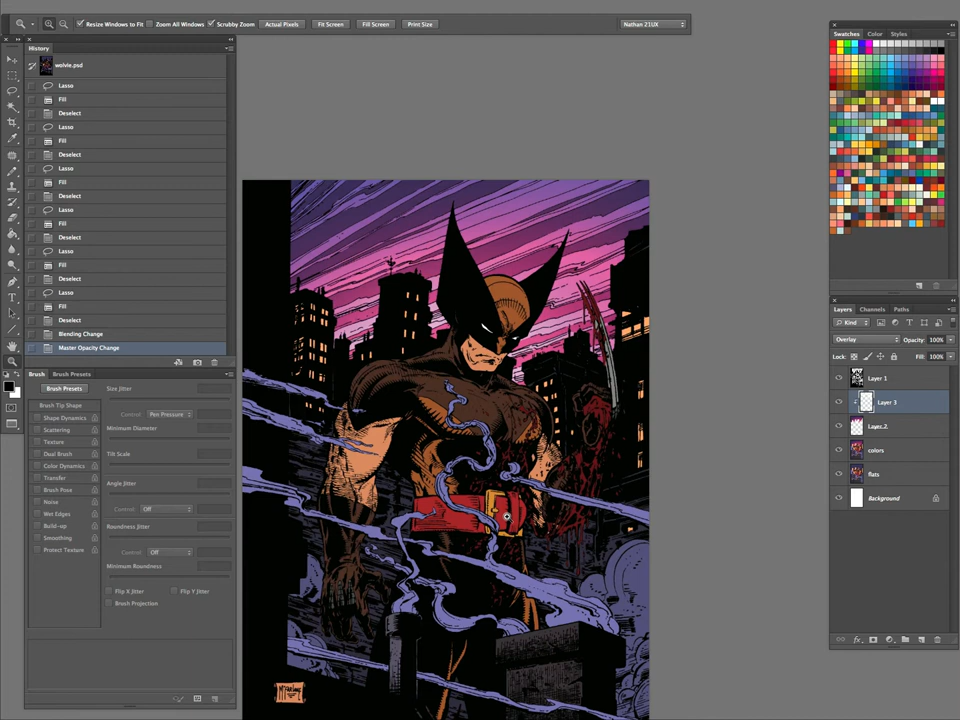 Resize Windows to Fit
Zoom All Windows
Scrubby Zoom
Actual Pixels
Fit Screen
Fill Screen
Print Size
Nathan 21UX
History
wolvie.psd
Lasso
Fill
Deselect
Lasso
Fill
Deselect
Lasso
Fill
Deselect
Lasso
Fill
Deselect
Lasso
Fill
Deselect
Lasso
Fill
Deselect
Blending Change
Master Opacity Change
Brush
Brush Presets
Brush Presets
Brush Tip Shape
Shape Dynamics
Scattering
Texture
Dual Brush
Color Dynamics
Transfer
Brush Pose
Noise
Wet Edges
Build-up
Smoothing
Protect Texture
Size Jitter
Control: Pen Pressure
Minimum Diameter
Tilt Scale
Angle Jitter
Control: Off
Roundness Jitter
Control: Off
Minimum Roundness
Flip X Jitter
Flip Y Jitter
Brush Projection
Swatches
Color
Styles
Layers
Channels
Paths
Kind
Overlay
Opacity: 100%
Lock:
Fill: 100%
Layer 1
Layer 3
Layer 2
colors
flats
Background